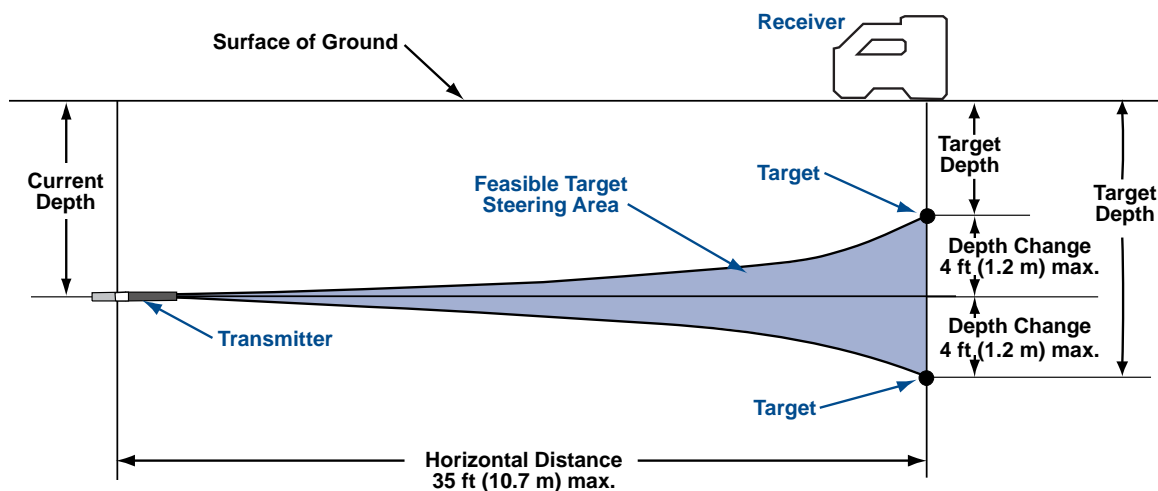 Receiver
Surface of Ground
Current
Depth
Feasible Target
Steering Area
Target
Target
Depth
Target
Depth
Depth Change
4 ft (1.2 m) max.
Transmitter
Depth Change
4 ft (1.2 m) max.
Target
Horizontal Distance
35 ft (10.7 m) max.